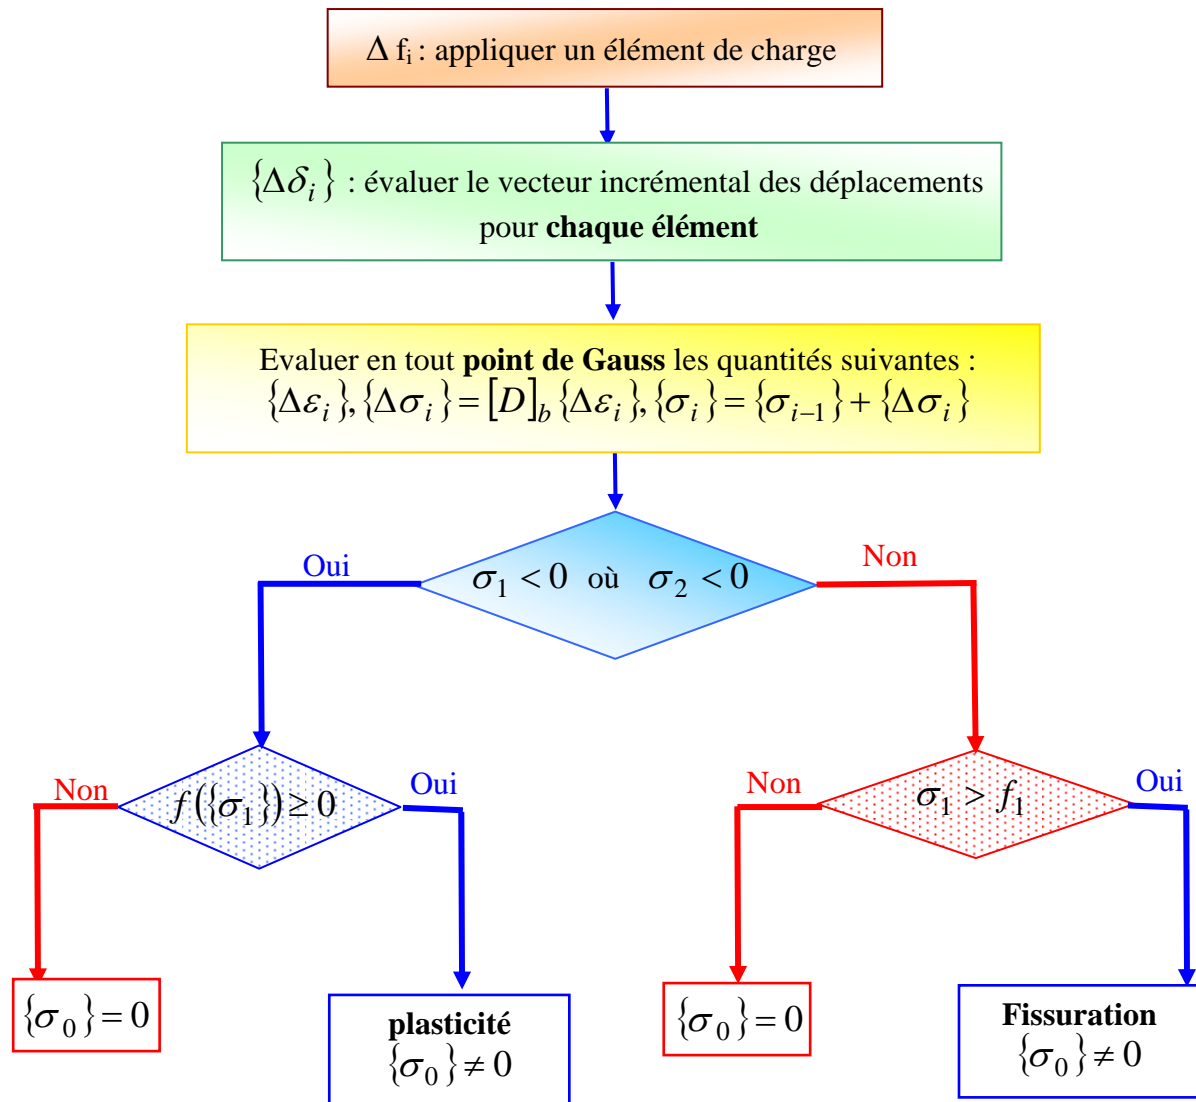 Δ fᵢ : appliquer un élément de charge
{Δδᵢ} : évaluer le vecteur incrémental des déplacements
pour chaque élément
Evaluer en tout point de Gauss les quantités suivantes :
{Δεᵢ}, {Δσᵢ} = [D]_b {Δεᵢ}, {σᵢ} = {σᵢ₋₁} + {Δσᵢ}
Oui
σ₁ < 0 où σ₂ < 0
Non
Non
f({σ₁}) ≥ 0
Oui
Non
σ₁ > f₁
Oui
{σ₀} = 0
plasticité
{σ₀} ≠ 0
{σ₀} = 0
Fissuration
{σ₀} ≠ 0